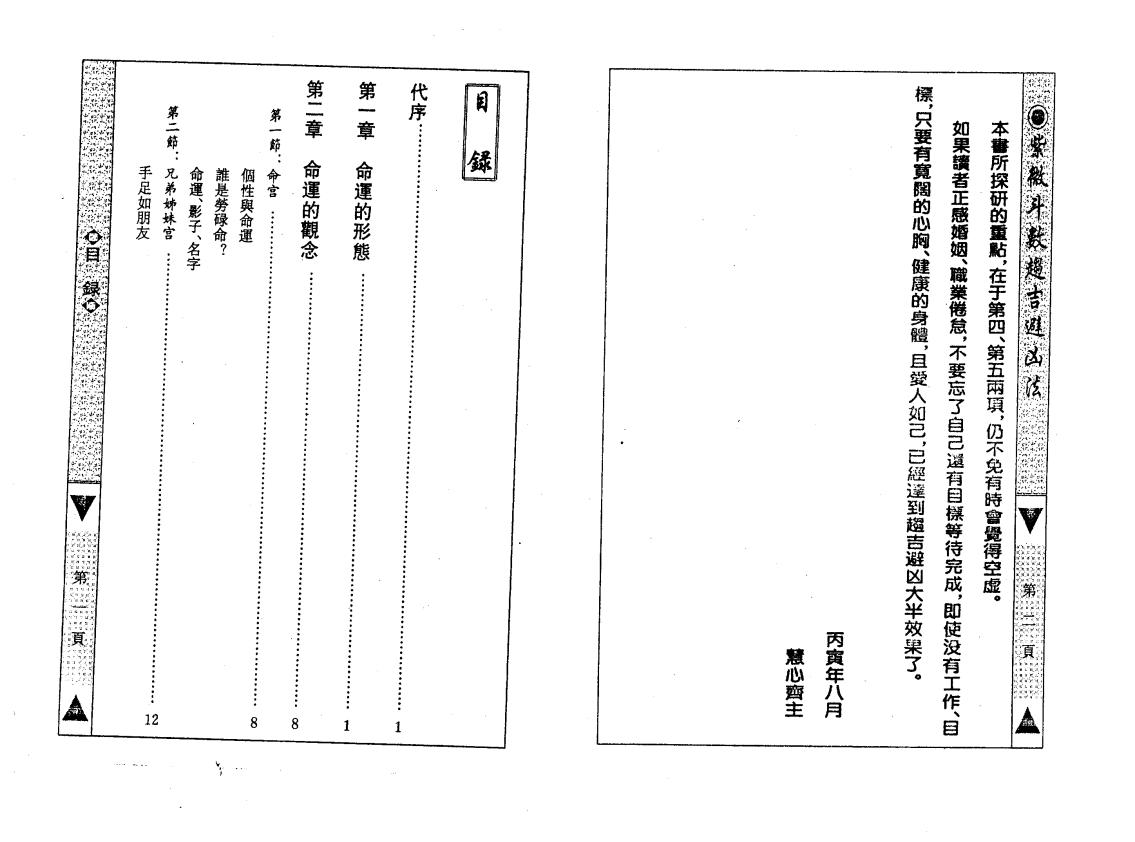 紫微斗數趨吉避凶法
第二頁
本書所探研的重點，在于第四、第五兩項，仍不免有時會覺得空虛。
如果讀者正感婚姻、職業倦怠，不要忘了自己還有目標等待完成，即使没有工作、目
標，只要有寬闊的心胸、健康的身體，且愛人如己，已經達到趨吉避凶大半效果了。
丙寅年八月
慧心齊主
目錄
代序⋯⋯⋯⋯⋯⋯1
第一章 命運的形態⋯⋯⋯⋯⋯⋯1
第二章 命運的觀念⋯⋯⋯⋯⋯⋯8
第一節：命宮⋯⋯⋯⋯⋯⋯8
個性與命運
誰是勞碌命？
命運、影子、名字
第二節：兄弟姊妹宮⋯⋯⋯⋯⋯⋯12
手足如朋友
目錄
第一頁